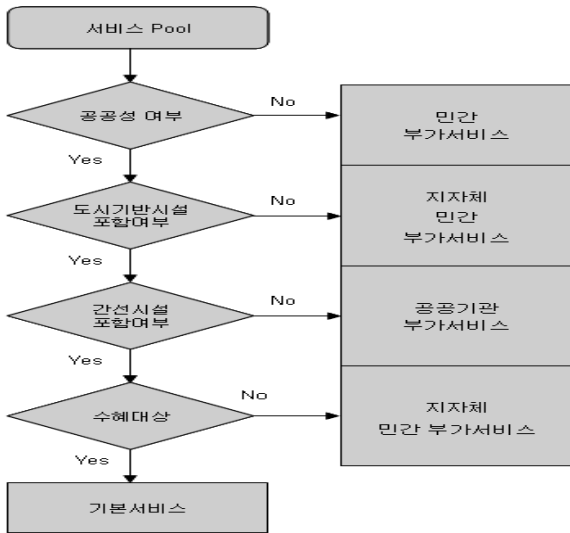 서비스 Pool
공공성 여부
No
민간
부가서비스
Yes
도시기반시설
포함여부
No
지자체
민간
부가서비스
Yes
간선시설
포함여부
No
공공기관
부가서비스
Yes
수혜대상
No
지자체
민간 부가서비스
Yes
기본서비스